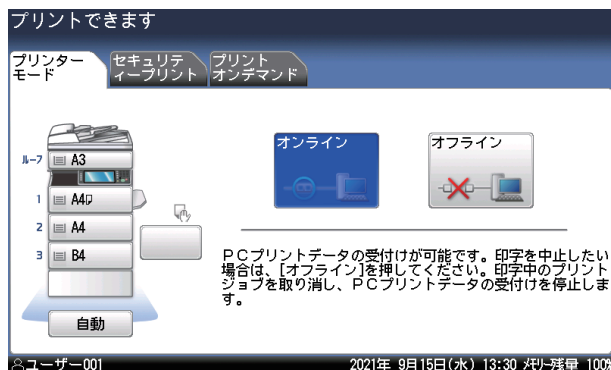 プリントできます
プリンター
モード
セキュリテ
ィープリント
プリント
オンデマンド
ルーフ A3
1 A4
2 A4
3 B4
自動
オンライン
オフライン
PCプリントデータの受付けが可能です。印字を中止したい
場合は、[オフライン]を押してください。印字中のプリント
ジョブを取り消し、PCプリントデータの受付けを停止しま
す。
ユーザー001
2021年 9月15日(水) 13:30 メモリー残量 100%